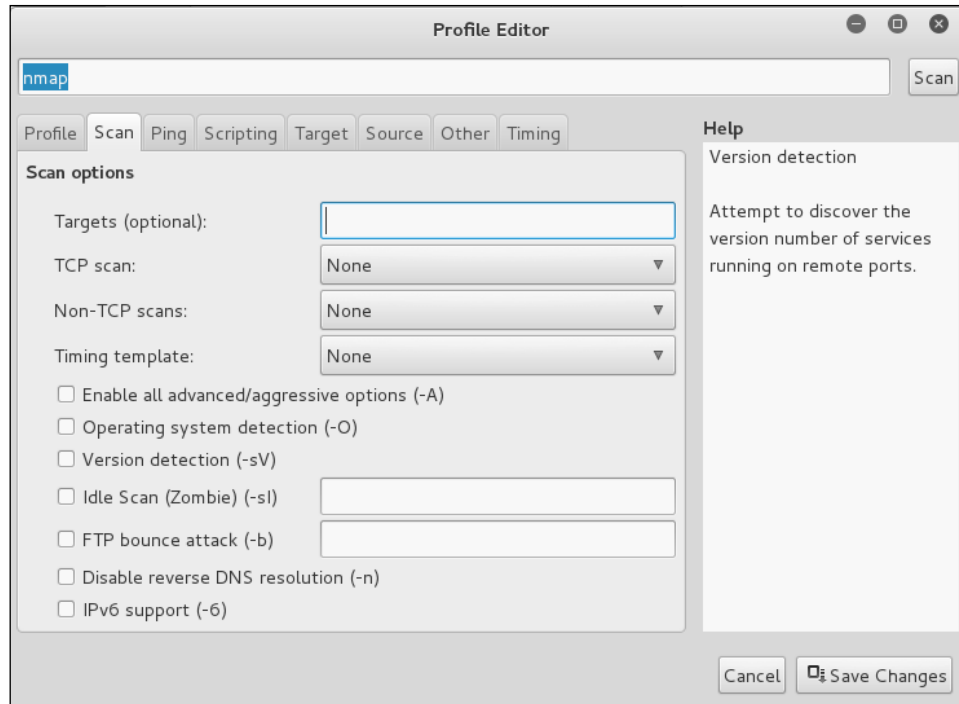 Profile Editor
nmap
Scan
Profile Scan Ping Scripting Target Source Other Timing
Scan options
Targets (optional):
TCP scan: None
Non-TCP scans: None
Timing template: None
Enable all advanced/aggressive options (-A)
Operating system detection (-O)
Version detection (-sV)
Idle Scan (Zombie) (-sI)
FTP bounce attack (-b)
Disable reverse DNS resolution (-n)
IPv6 support (-6)
Help
Version detection
Attempt to discover the
version number of services
running on remote ports.
Cancel
Save Changes